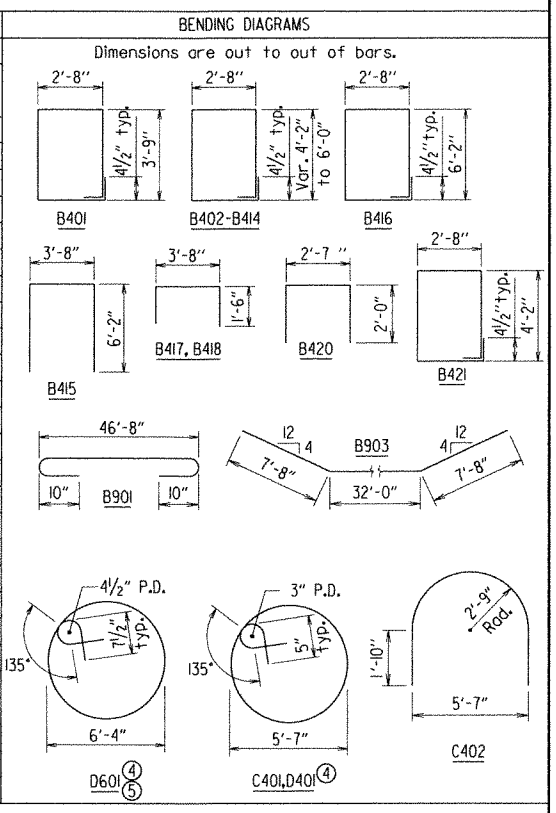 BENDING DIAGRAMS
Dimensions are out to out of bars.
2'-8"
4½" typ.
3'-9"
B401
2'-8"
4½" typ.
Var. 4'-2"
to 6'-0"
B402-B414
2'-8"
4½" typ.
6'-2"
B416
3'-8"
6'-2"
B415
3'-8"
1'-6"
B417, B418
2'-7 "
2'-0"
B420
2'-8"
4½" typ.
4'-2"
B421
46'-8"
10"
10"
B901
12
4
7'-8"
B903
32'-0"
12
4
7'-8"
4½" P.D.
7½"
typ.
135°
6'-4"
D601 ④
⑤
3" P.D.
5"
typ.
135°
5'-7"
C401,D401 ④
2'-9"
Rad.
1'-10"
5'-7"
C402